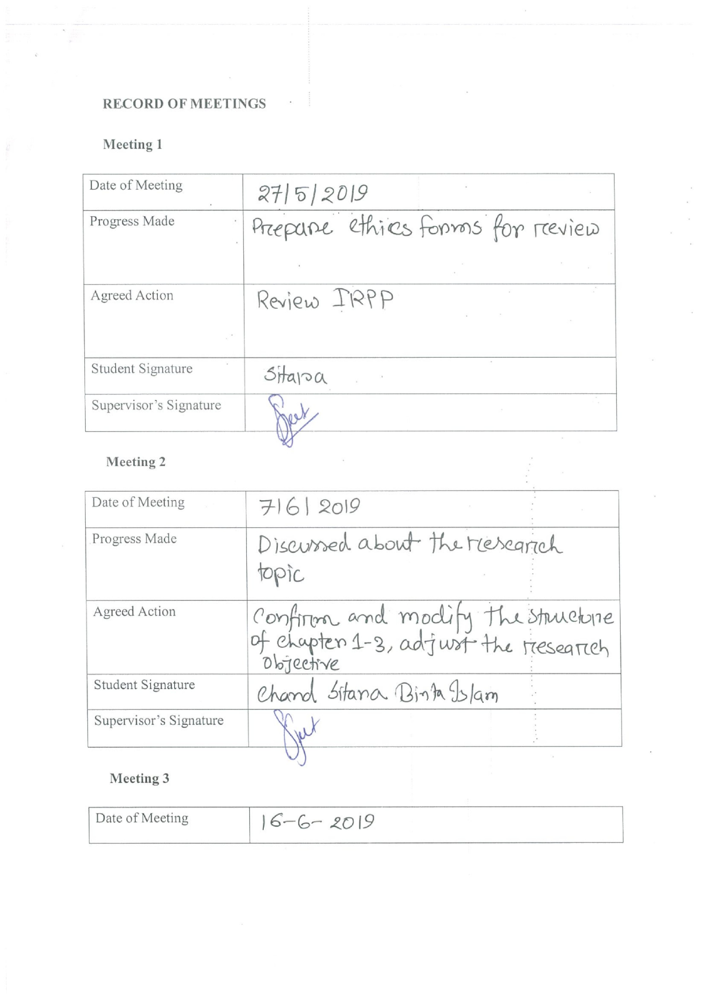 RECORD OF MEETINGS
Meeting 1
Date of Meeting 27/5/2019
Progress Made Prepare ethics forms for review
Agreed Action Review IRPP
Student Signature Sitara
Supervisor's Signature
Meeting 2
Date of Meeting 7/6/2019
Progress Made Discussed about the research
topic
Agreed Action Confirm and modify the structure
of chapter 1-3, adjust the research
objective
Student Signature Chand Sitara Binta Islam
Supervisor's Signature
Meeting 3
Date of Meeting 16-6-2019